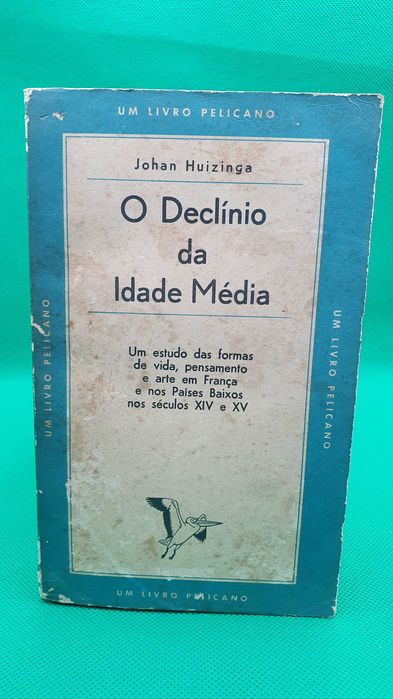 UM LIVRO PELICANO
Johan Huizinga
O Declínio
da
Idade Média
Um estudo das formas
de vida, pensamento
e arte em França
e nos Países Baixos
nos séculos XIV e XV
UM LIVRO PELICANO
UM LIVRO PELICANO
UM LIVRO PELICANO